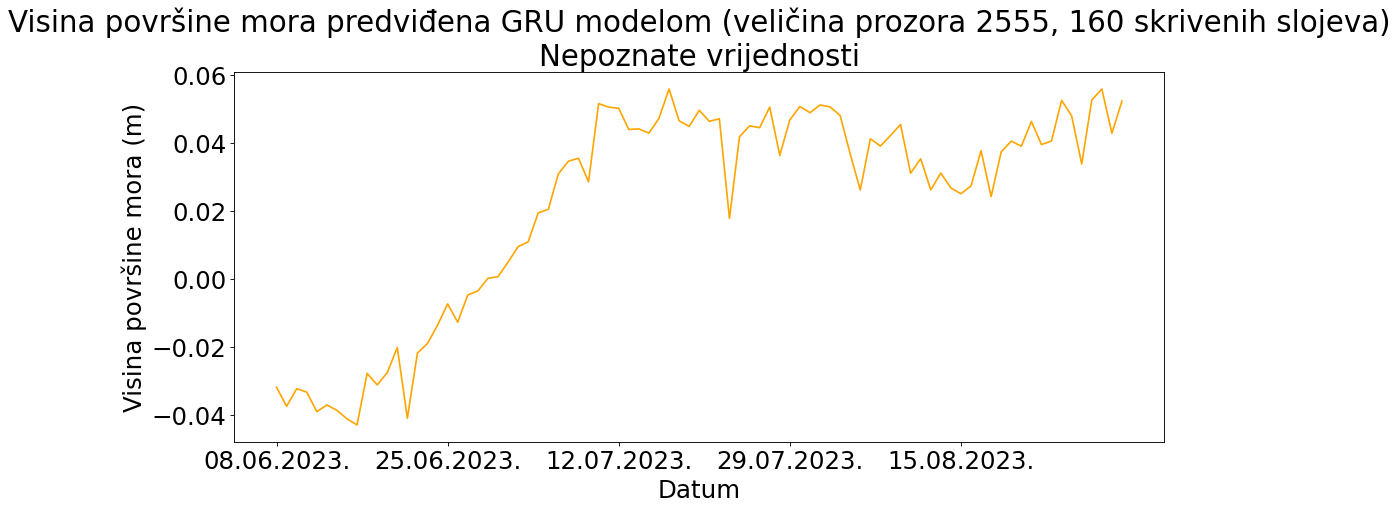 Visina površine mora predviđena GRU modelom (veličina prozora 2555, 160 skrivenih slojeva)
Nepoznate vrijednosti
Visina površine mora (m)
0.06
0.04
0.02
0.00
−0.02
−0.04
08.06.2023. 25.06.2023. 12.07.2023. 29.07.2023. 15.08.2023.
Datum